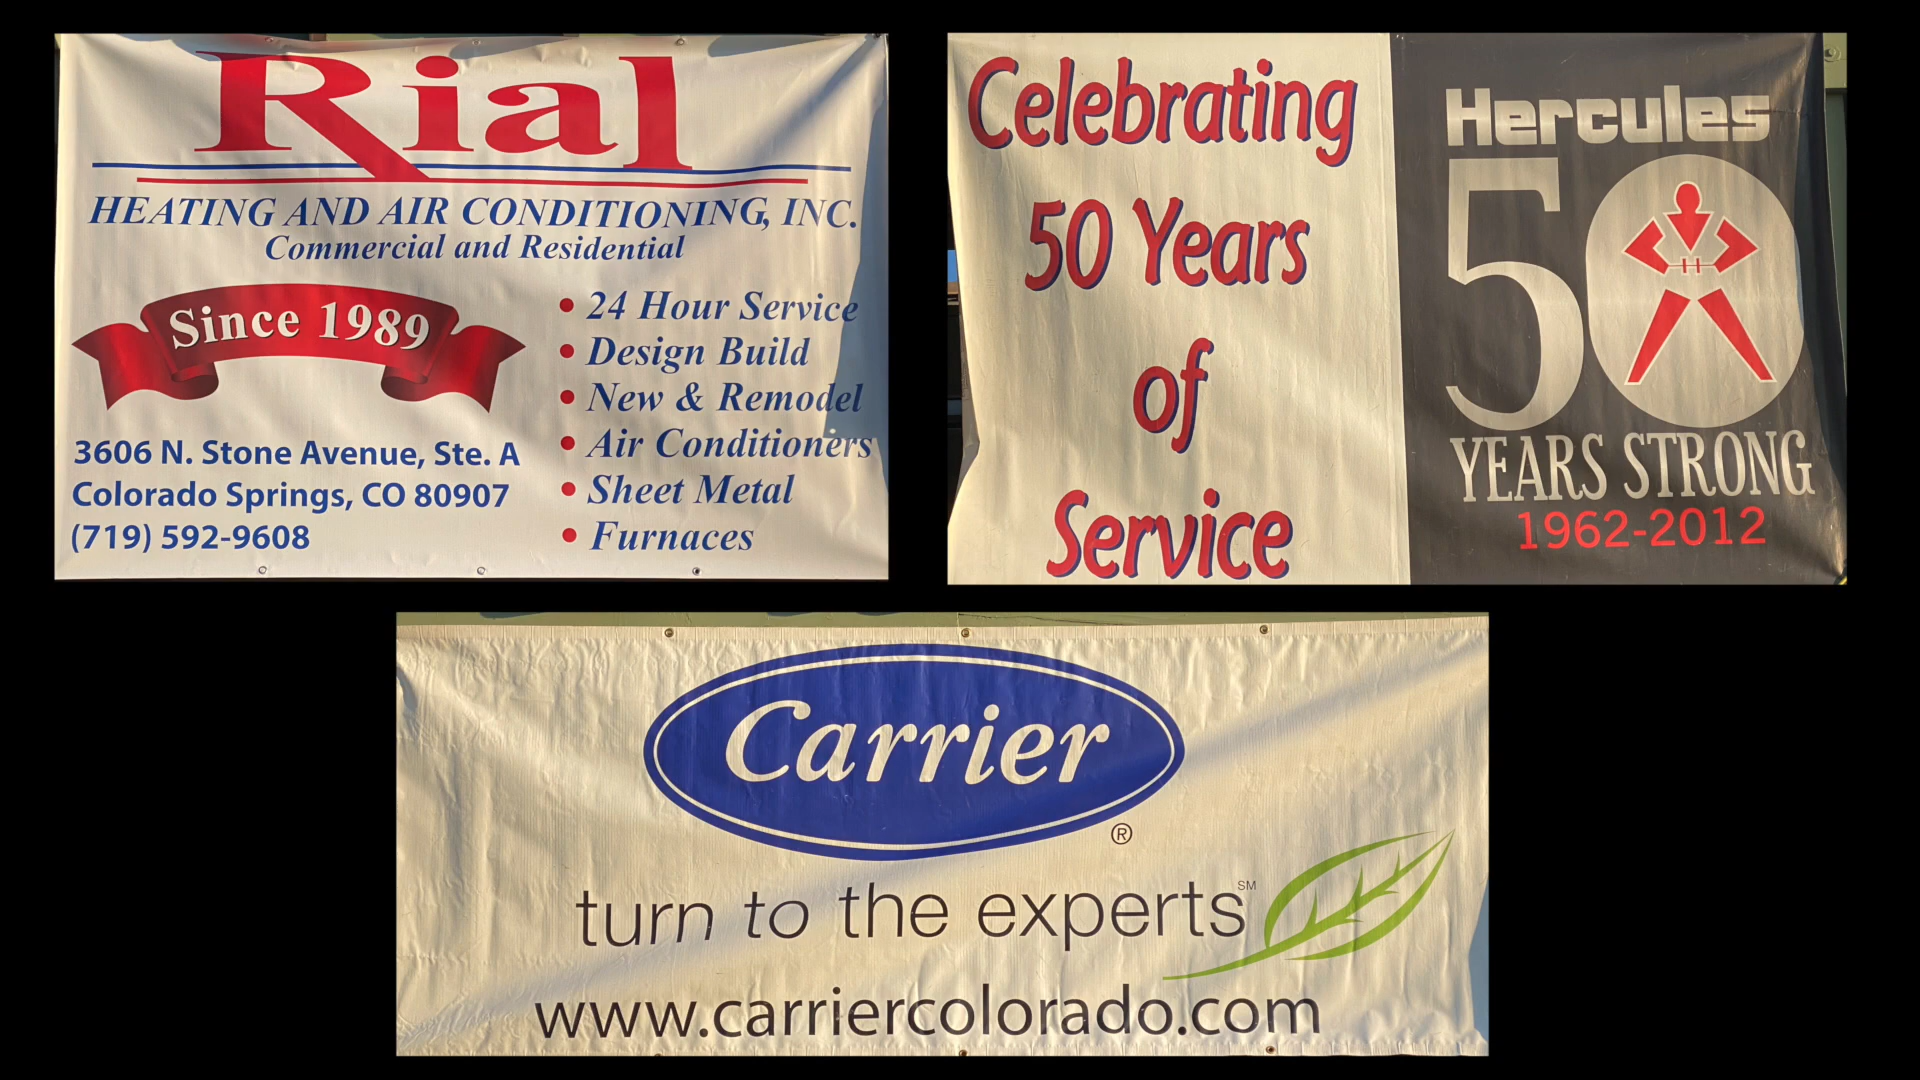 Rial
HEATING AND AIR CONDITIONING, INC.
Commercial and Residential
Since 1989
• 24 Hour Service
• Design Build
• New & Remodel
• Air Conditioners
• Sheet Metal
• Furnaces
3606 N. Stone Avenue, Ste. A
Colorado Springs, CO 80907
(719) 592-9608
Celebrating
50 Years
of
Service
Hercules
50
YEARS STRONG
1962-2012
Carrier
®
turn to the experts℠
www.carriercolorado.com